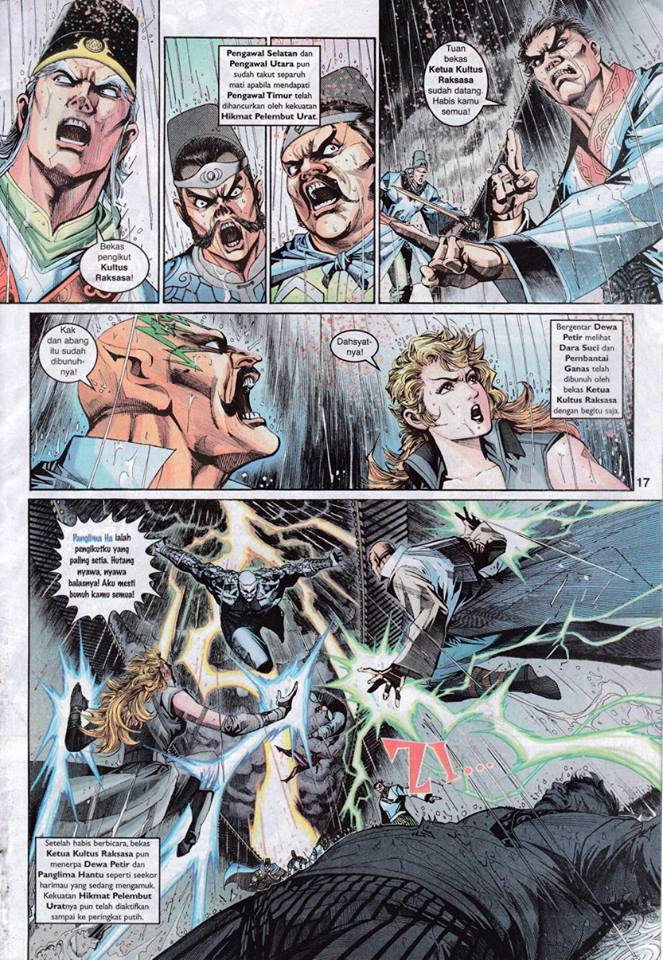 Bekas
pengikut
Kultus
Raksasa!
Pengawal Selatan dan
Pengawal Utara pun
sudah takut separuh
mati apabila mendapati
Pengawal Timur telah
dihancurkan oleh kekuatan
Hikmat Pelembut Urat.
Tuan
bekas
Ketua Kultus
Raksasa
sudah datang.
Habis kamu
semua!
Kak
dan abang
itu sudah
dibunuh-
nya!
Dahsyat-
nya!
Bergentar Dewa
Petir melihat
Dara Suci dan
Pembantai
Ganas telah
dibunuh oleh
bekas Ketua
Kultus Raksasa
dengan begitu saja.
17
Panglima Ha ialah
pengikutku yang
paling setia. Hutang
nyawa, nyawa
balasnya! Aku mesti
bunuh kamu semua!
ZI...
Setelah habis berbicara, bekas
Ketua Kultus Raksasa pun
menerpa Dewa Petir dan
Panglima Hantu seperti seekor
harimau yang sedang mengamuk.
Kekuatan Hikmat Pelembut
Uratnya pun telah diaktifkan
sampai ke peringkat putih.